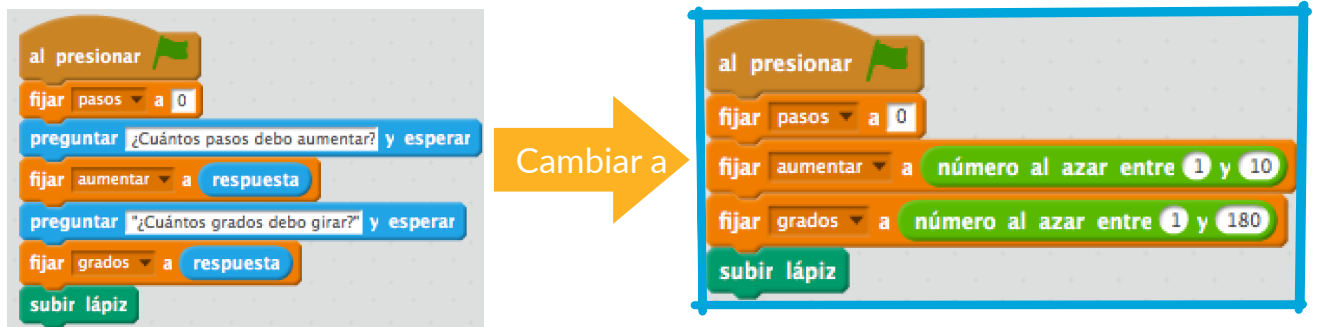 al presionar
fijar pasos a 0
preguntar ¿Cuántos pasos debo aumentar? y esperar
fijar aumentar a respuesta
preguntar "¿Cuántos grados debo girar?" y esperar
fijar grados a respuesta
subir lápiz
Cambiar a
al presionar
fijar pasos a 0
fijar aumentar a número al azar entre 1 y 10
fijar grados a número al azar entre 1 y 180
subir lápiz